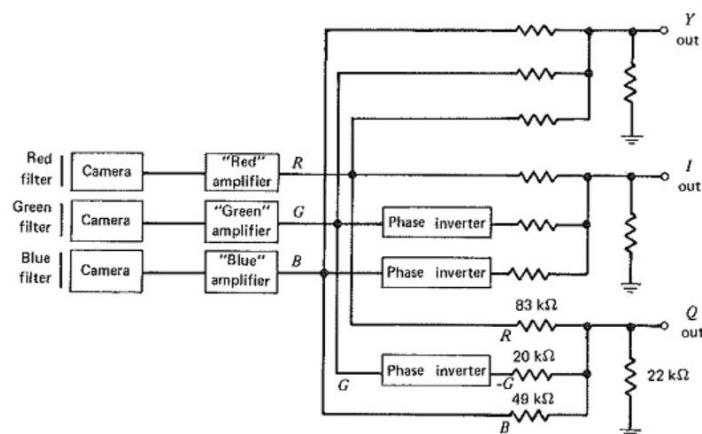 Y
out
Red
filter
Camera
"Red"
amplifier
R
I
out
Green
filter
Camera
"Green"
amplifier
G
Phase inverter
Blue
filter
Camera
"Blue"
amplifier
B
Phase inverter
83 kΩ
R
Q
out
G
Phase inverter
20 kΩ
-G
22 kΩ
49 kΩ
B